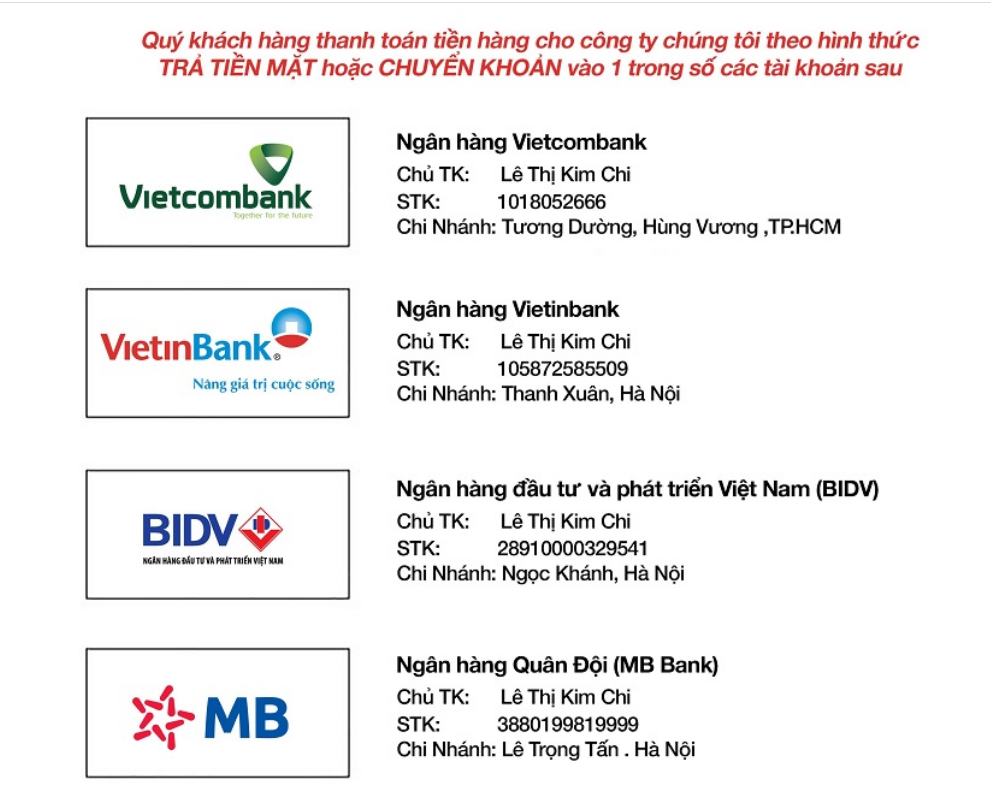 Quý khách hàng thanh toán tiền hàng cho công ty chúng tôi theo hình thức
TRẢ TIỀN MẶT hoặc CHUYỂN KHOẢN vào 1 trong số các tài khoản sau
Vietcombank
Together for the future
Ngân hàng Vietcombank
Chủ TK: Lê Thị Kim Chi
STK: 1018052666
Chi Nhánh: Tương Dường, Hùng Vương ,TP.HCM
VietinBank®
Nâng giá trị cuộc sống
Ngân hàng Vietinbank
Chủ TK: Lê Thị Kim Chi
STK: 105872585509
Chi Nhánh: Thanh Xuân, Hà Nội
BIDV
NGÂN HÀNG ĐẦU TƯ VÀ PHÁT TRIỂN VIỆT NAM
Ngân hàng đầu tư và phát triển Việt Nam (BIDV)
Chủ TK: Lê Thị Kim Chi
STK: 28910000329541
Chi Nhánh: Ngọc Khánh, Hà Nội
MB
Ngân hàng Quân Đội (MB Bank)
Chủ TK: Lê Thị Kim Chi
STK: 3880199819999
Chi Nhánh: Lê Trọng Tấn . Hà Nội